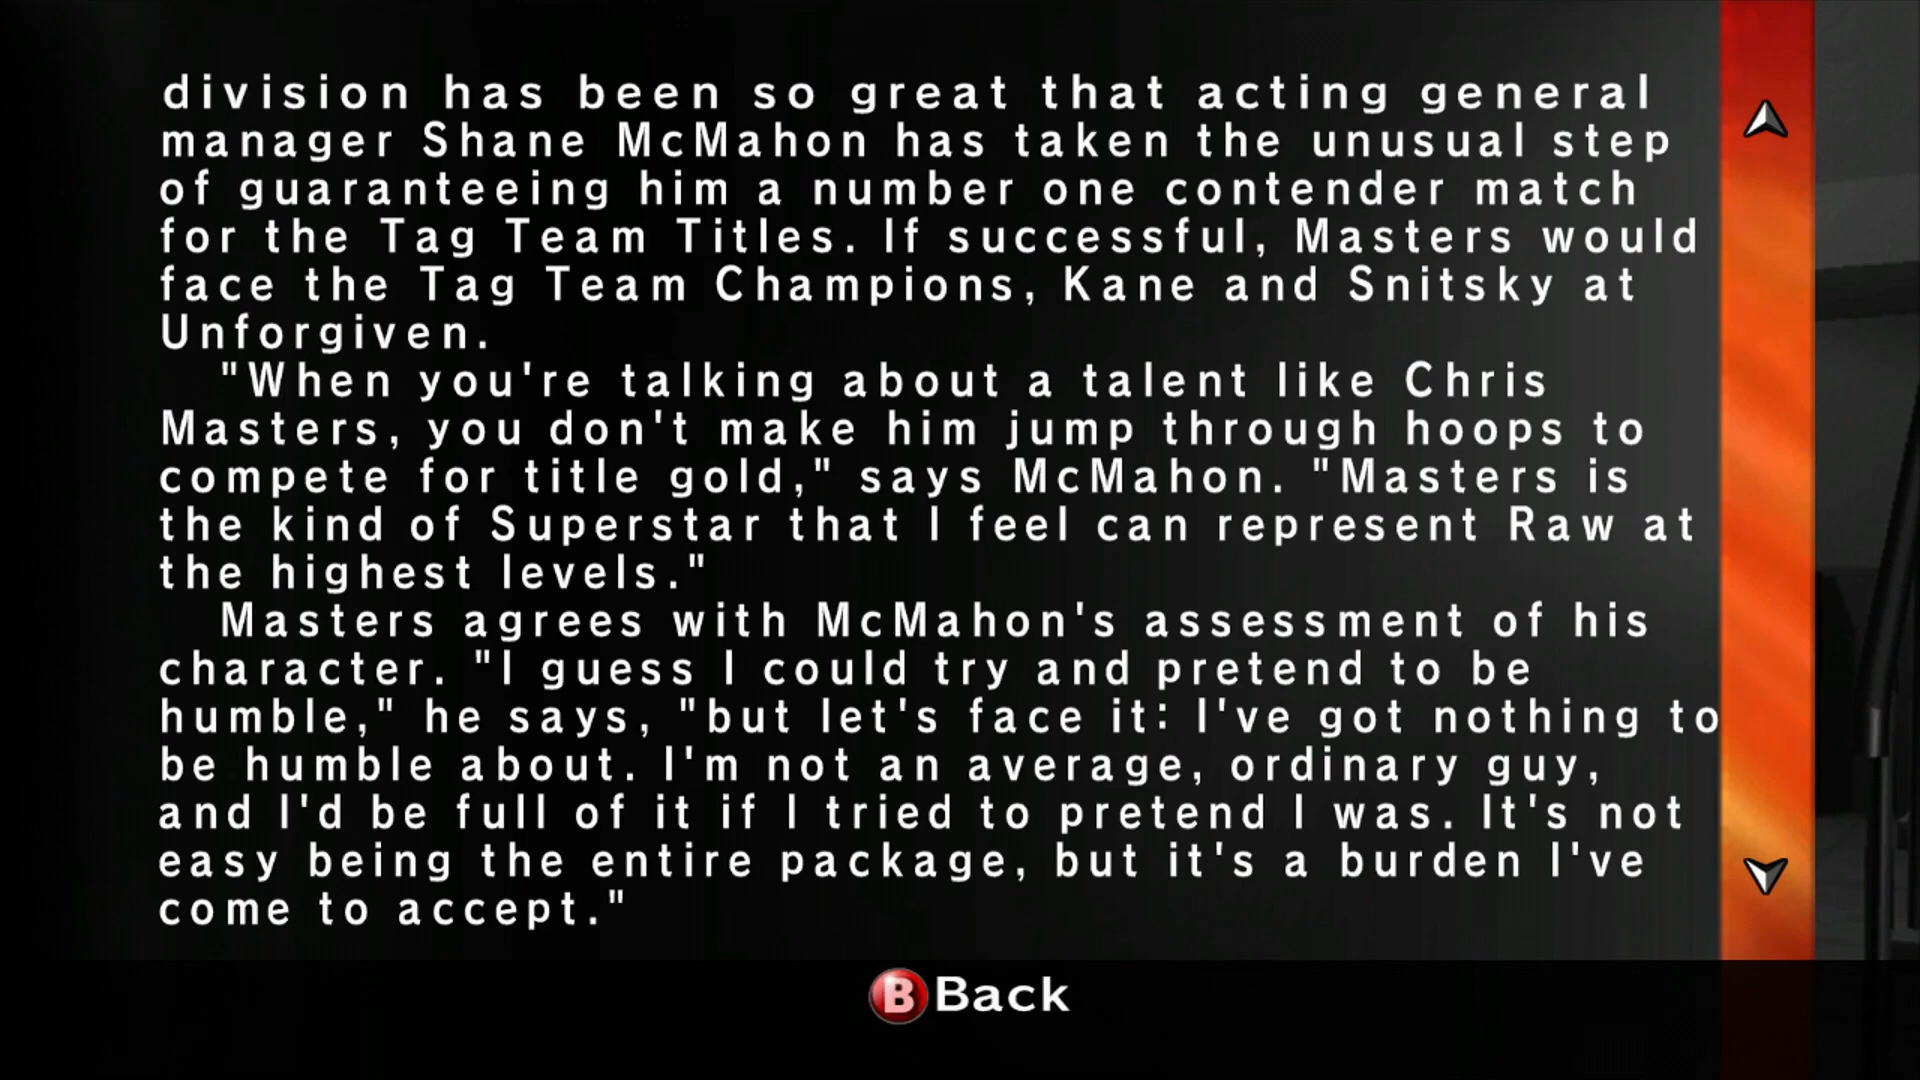 division has been so great that acting general
manager Shane McMahon has taken the unusual step
of guaranteeing him a number one contender match
for the Tag Team Titles. If successful, Masters would
face the Tag Team Champions, Kane and Snitsky at
Unforgiven.
"When you're talking about a talent like Chris
Masters, you don't make him jump through hoops to
compete for title gold," says McMahon. "Masters is
the kind of Superstar that I feel can represent Raw at
the highest levels."
Masters agrees with McMahon's assessment of his
character. "I guess I could try and pretend to be
humble," he says, "but let's face it: I've got nothing to
be humble about. I'm not an average, ordinary guy,
and I'd be full of it if I tried to pretend I was. It's not
easy being the entire package, but it's a burden I've
come to accept."
B Back